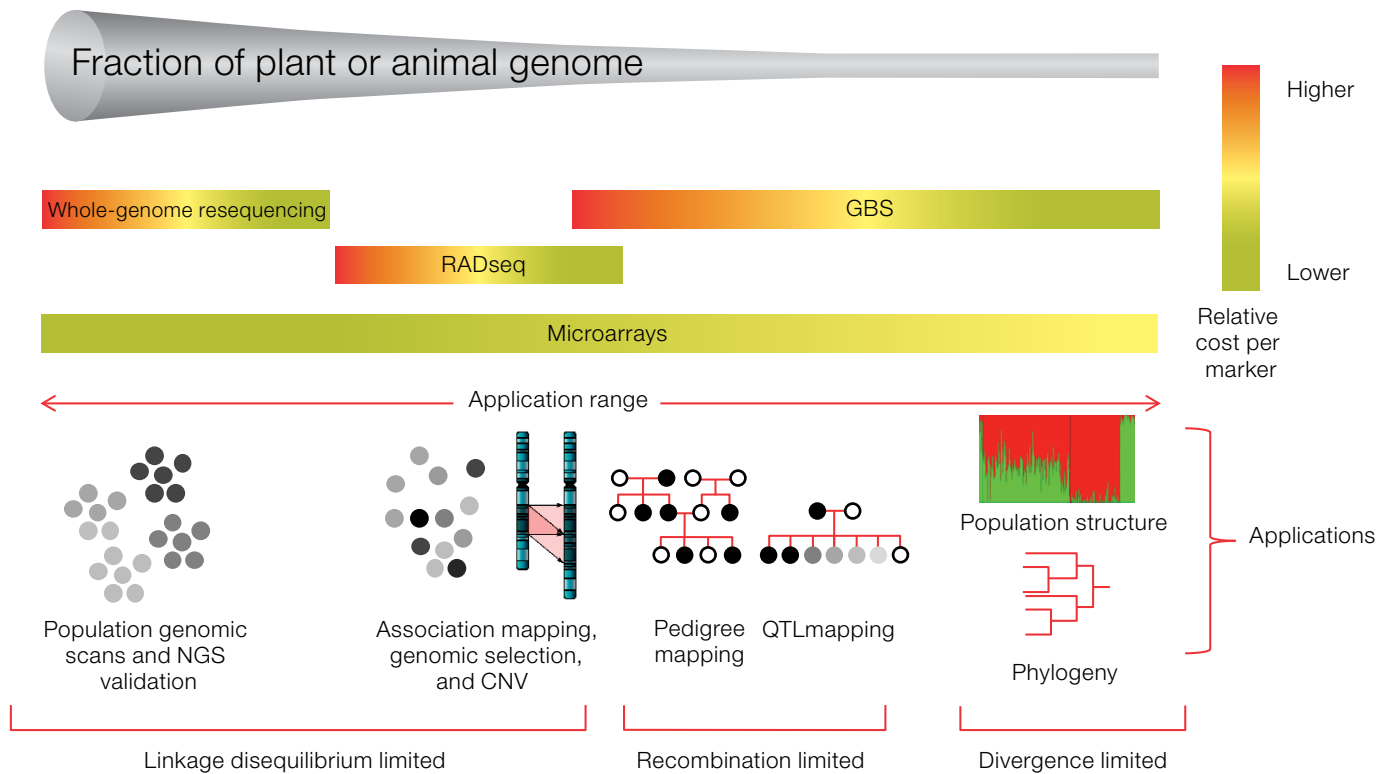 Fraction of plant or animal genome
Higher
Whole-genome resequencing
GBS
RADseq
Lower
Microarrays
Relative
cost per
marker
Application range
Population structure
Applications
Population genomic
scans and NGS
validation
Association mapping,
genomic selection,
and CNV
Pedigree
mapping
QTLmapping
Phylogeny
Linkage disequilibrium limited
Recombination limited
Divergence limited